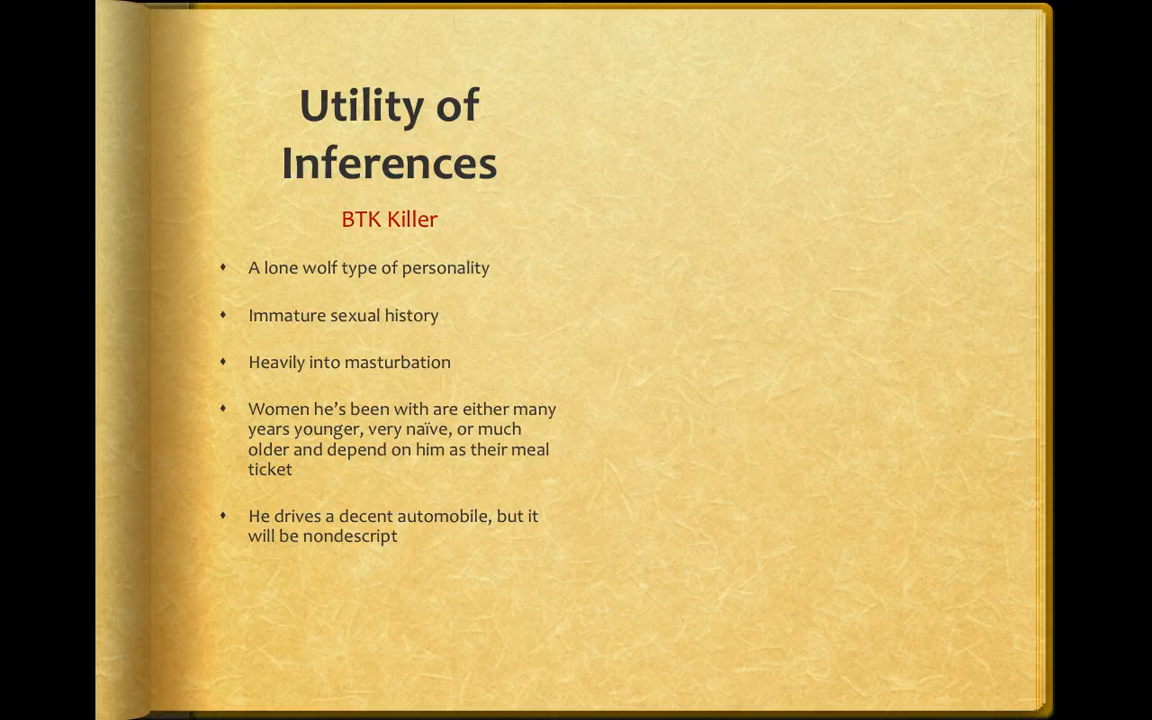 Utility of
Inferences
BTK Killer
⬧ A lone wolf type of personality
⬧ Immature sexual history
⬧ Heavily into masturbation
⬧ Women he’s been with are either many
years younger, very naïve, or much
older and depend on him as their meal
ticket
⬧ He drives a decent automobile, but it
will be nondescript